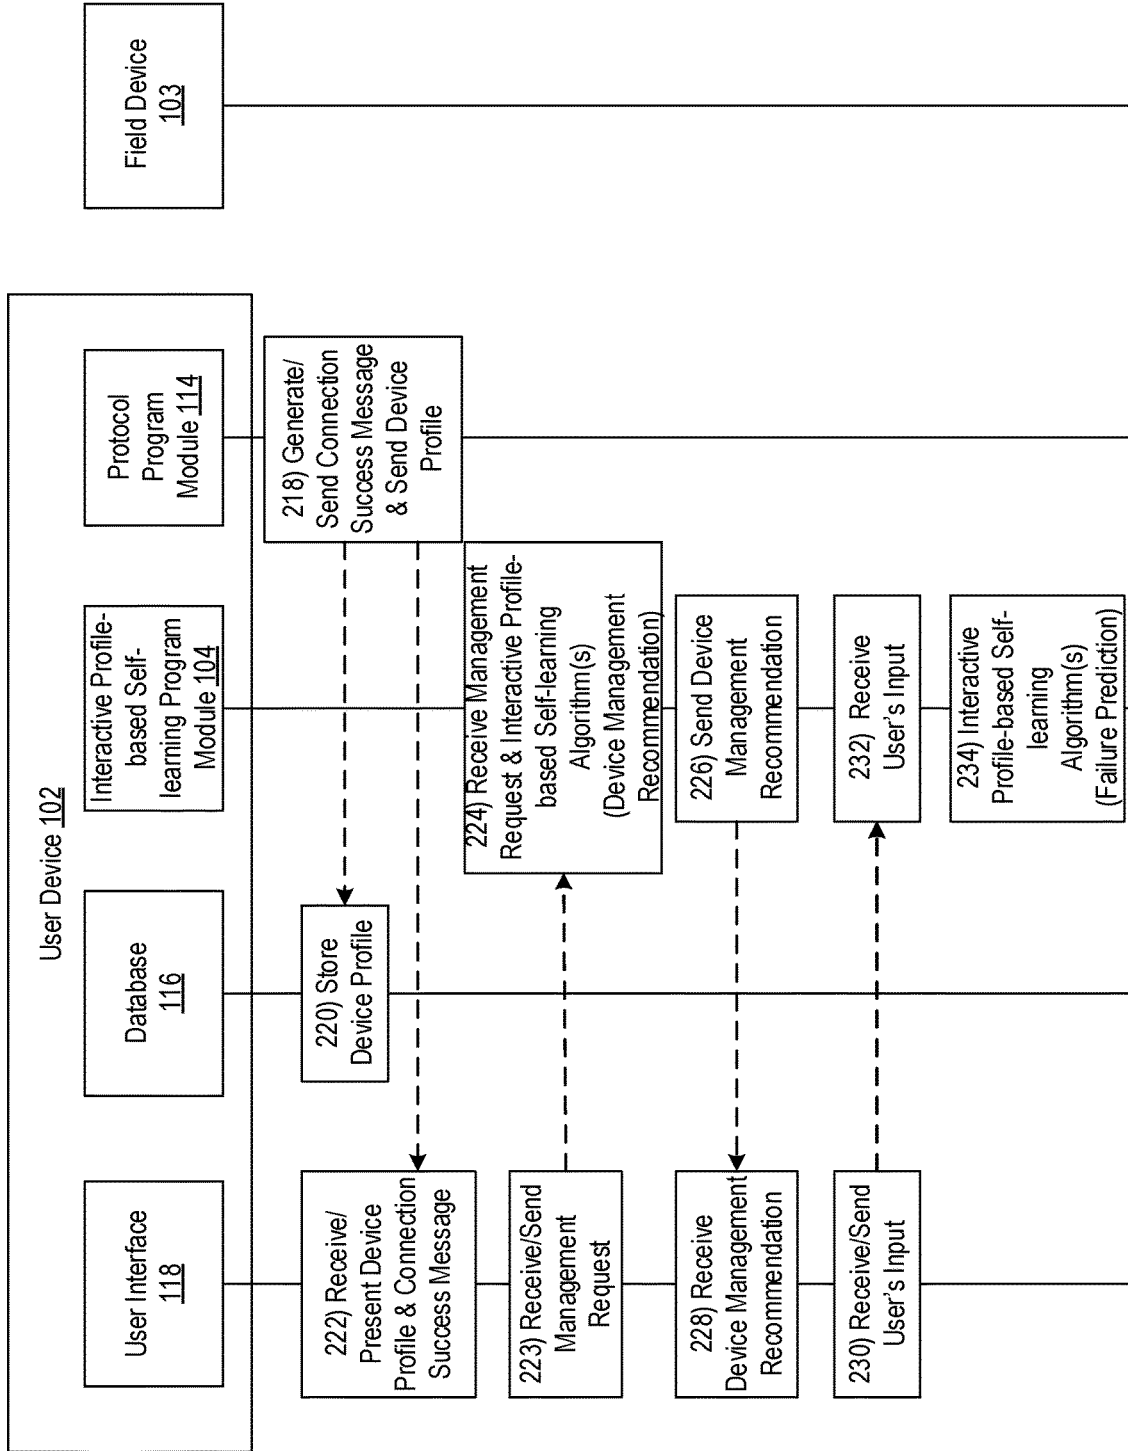 User Device 102
User Interface
118
Database
116
Interactive Profile-
based Self-
learning Program
Module 104
Protocol
Program
Module 114
Field Device
103
218) Generate/
Send Connection
Success Message
& Send Device
Profile
220) Store
Device Profile
222) Receive/
Present Device
Profile & Connection
Success Message
223) Receive/Send
Management
Request
224) Receive Management
Request & Interactive Profile-
based Self-learning
Algorithm(s)
(Device Management
Recommendation)
226) Send Device
Management
Recommendation
228) Receive
Device Management
Recommendation
230) Receive/Send
User's Input
232) Receive
User's Input
234) Interactive
Profile-based Self-
learning
Algorithm(s)
(Failure Prediction)